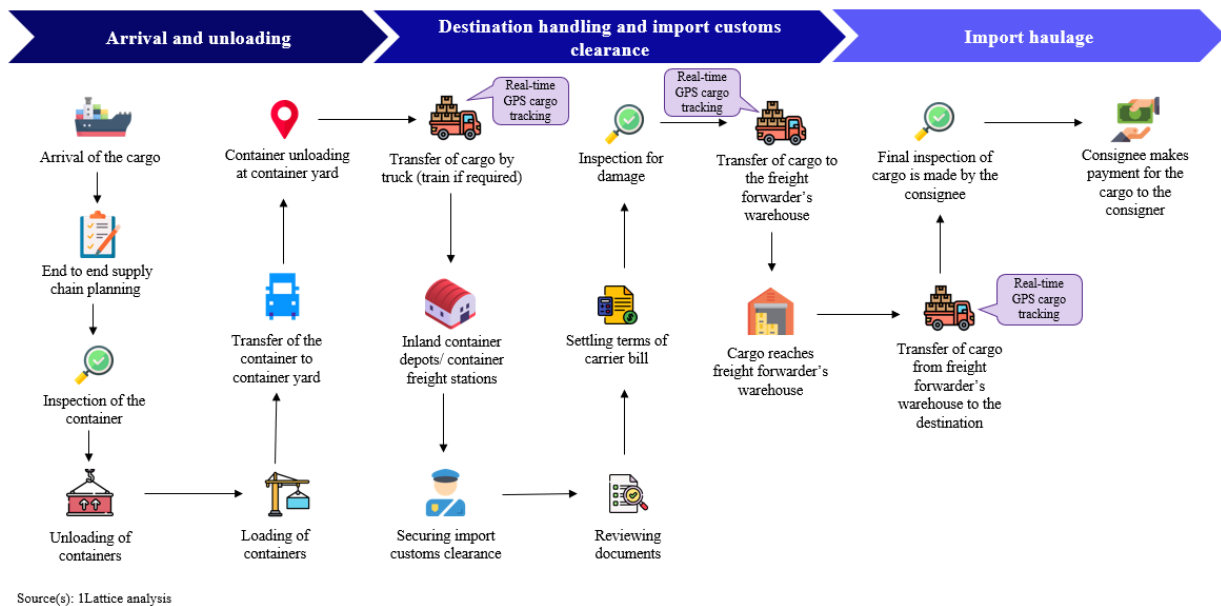 Arrival and unloading
Destination handling and import customs
clearance
Import haulage
Arrival of the cargo
End to end supply
chain planning
Inspection of the
container
Unloading of
containers
Loading of
containers
Transfer of the
container to
container yard
Container unloading
at container yard
Real-time
GPS cargo
tracking
Transfer of cargo by
truck (train if required)
Inland container
depots/ container
freight stations
Securing import
customs clearance
Reviewing
documents
Settling terms of
carrier bill
Inspection for
damage
Real-time
GPS cargo
tracking
Transfer of cargo to
the freight
forwarder’s
warehouse
Cargo reaches
freight forwarder’s
warehouse
Real-time
GPS cargo
tracking
Transfer of cargo
from freight
forwarder’s
warehouse to the
destination
Final inspection of
cargo is made by the
consignee
Consignee makes
payment for the
cargo to the
consigner
Source(s): 1Lattice analysis